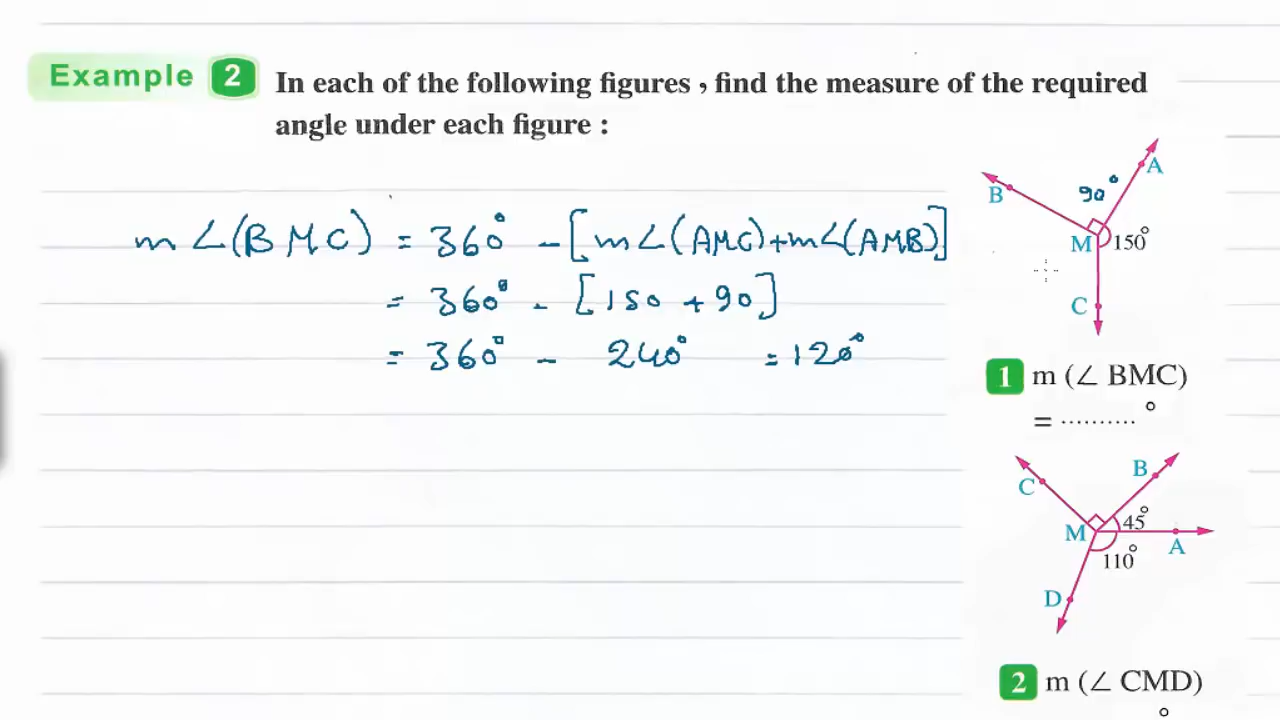 Example 2 In each of the following figures , find the measure of the required
angle under each figure :
m ∠(BMC) = 360° - [m∠(AMC)+m∠(AMB)]
= 360° - [150 + 90]
= 360° - 240° = 120°
A
B
90°
M
150°
C
1 m (∠ BMC)
= .......... °
C
B
M
45°
A
110°
D
2 m (∠ CMD)
°